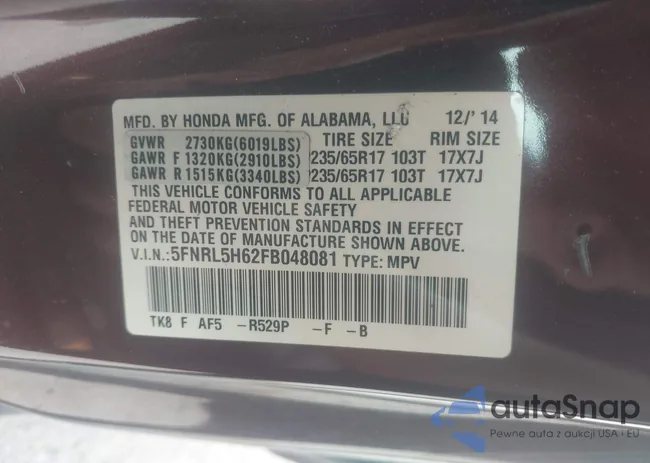 MFD. BY HONDA MFG. OF ALABAMA, LLC 12/'14
GVWR 2730KG(6019LBS) TIRE SIZE RIM SIZE
GAWR F 1320KG(2910LBS) 235/65R17 103T 17X7J
GAWR R 1515KG(3340LBS) 235/65R17 103T 17X7J
THIS VEHICLE CONFORMS TO ALL APPLICABLE
FEDERAL MOTOR VEHICLE SAFETY
AND THEFT PREVENTION STANDARDS IN EFFECT
ON THE DATE OF MANUFACTURE SHOWN ABOVE.
V.I.N.:5FNRL5H62FB048081 TYPE: MPV
TK8 F AF5 -R529P -F -B
autoSnap
Pewne auta z aukcji USA i EU